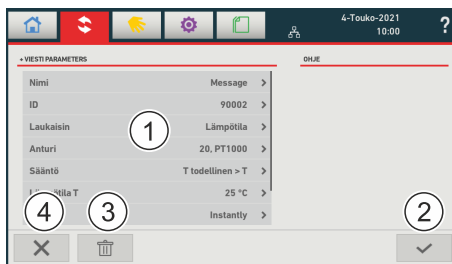 4-Touko-2021
10:00
?
+ VIESTI PARAMETERS
OHJE
Nimi Message >
ID 90002 >
Laukaisin Lämpötila >
Anturi 20, PT1000 >
Sääntö T todellinen > T >
T 25 °C >
Instantly >
1
2
3
4